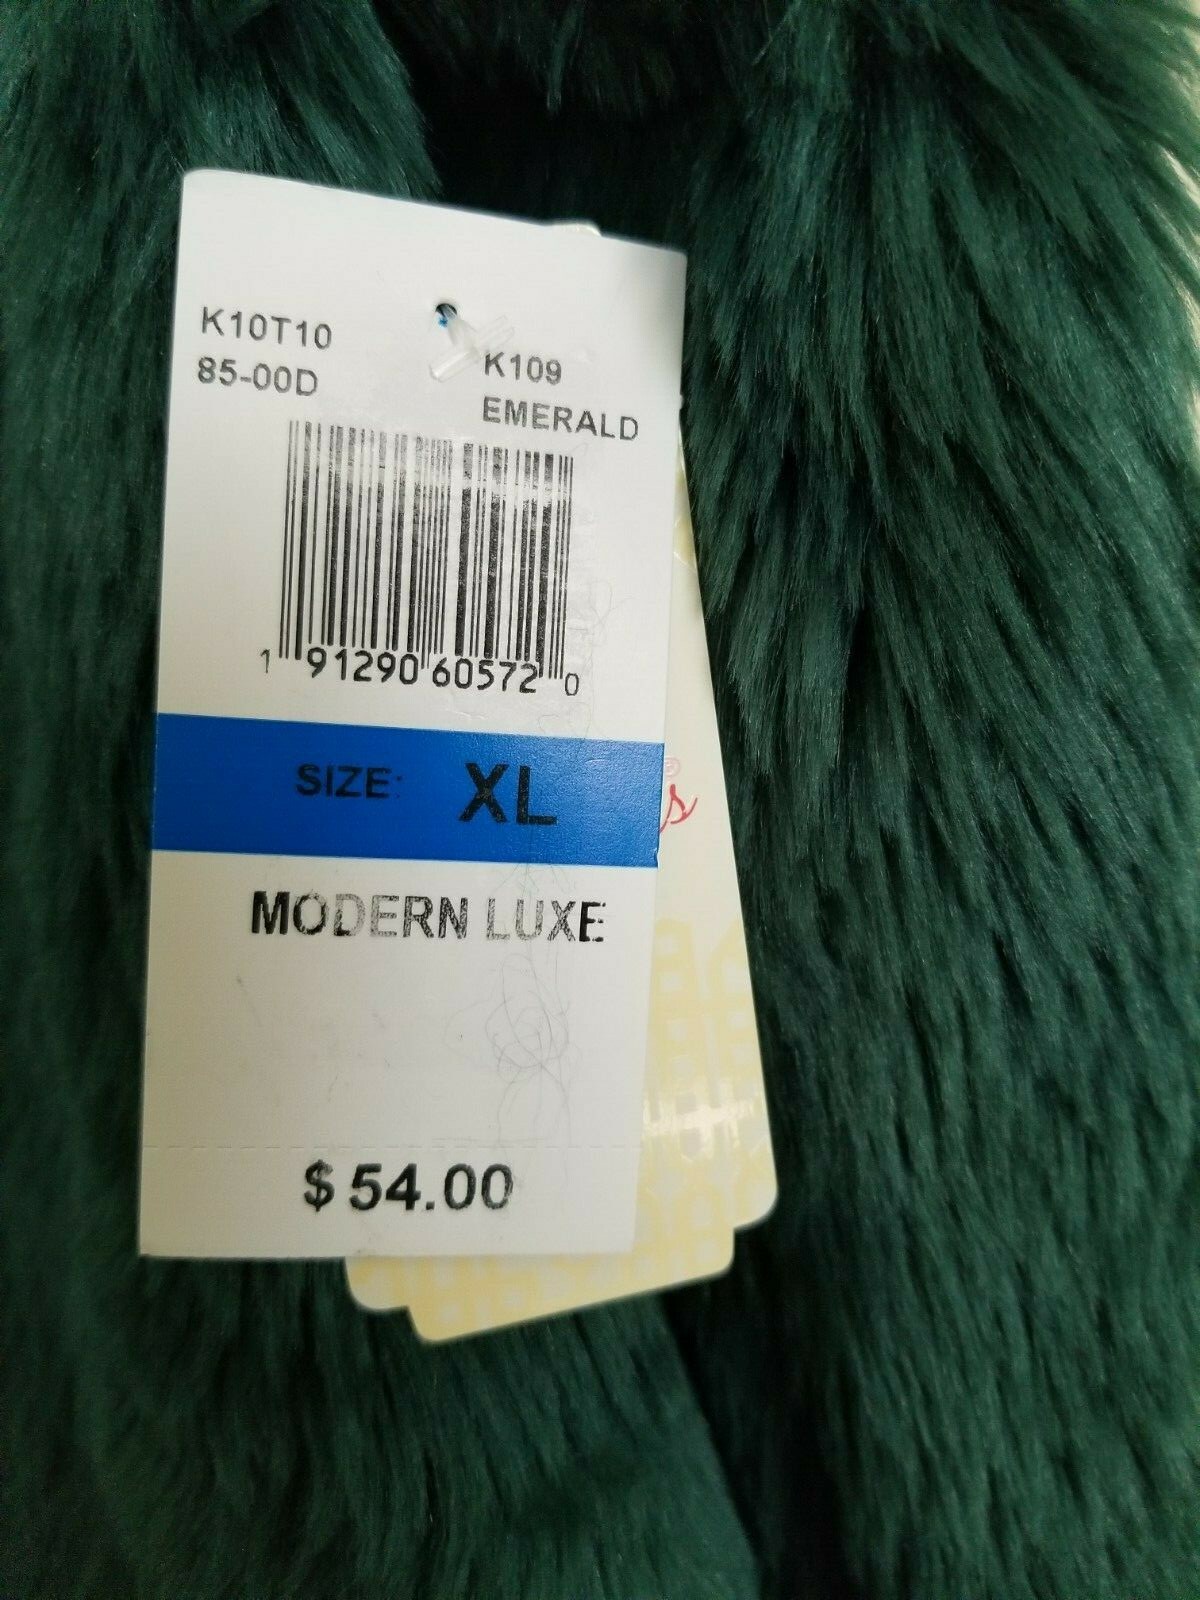 K10T10
85-00D
K109
EMERALD
1 91290 60572 0
SIZE: XL
MODERN LUXE
$ 54.00